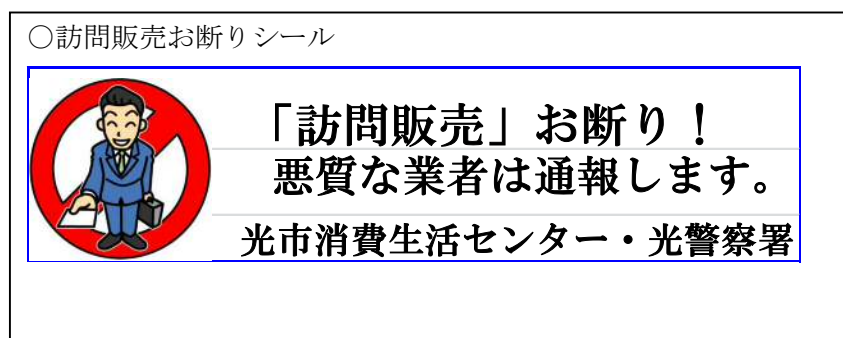 ○訪問販売お断りシール
「訪問販売」お断り！
悪質な業者は通報します。
光市消費生活センター・光警察署